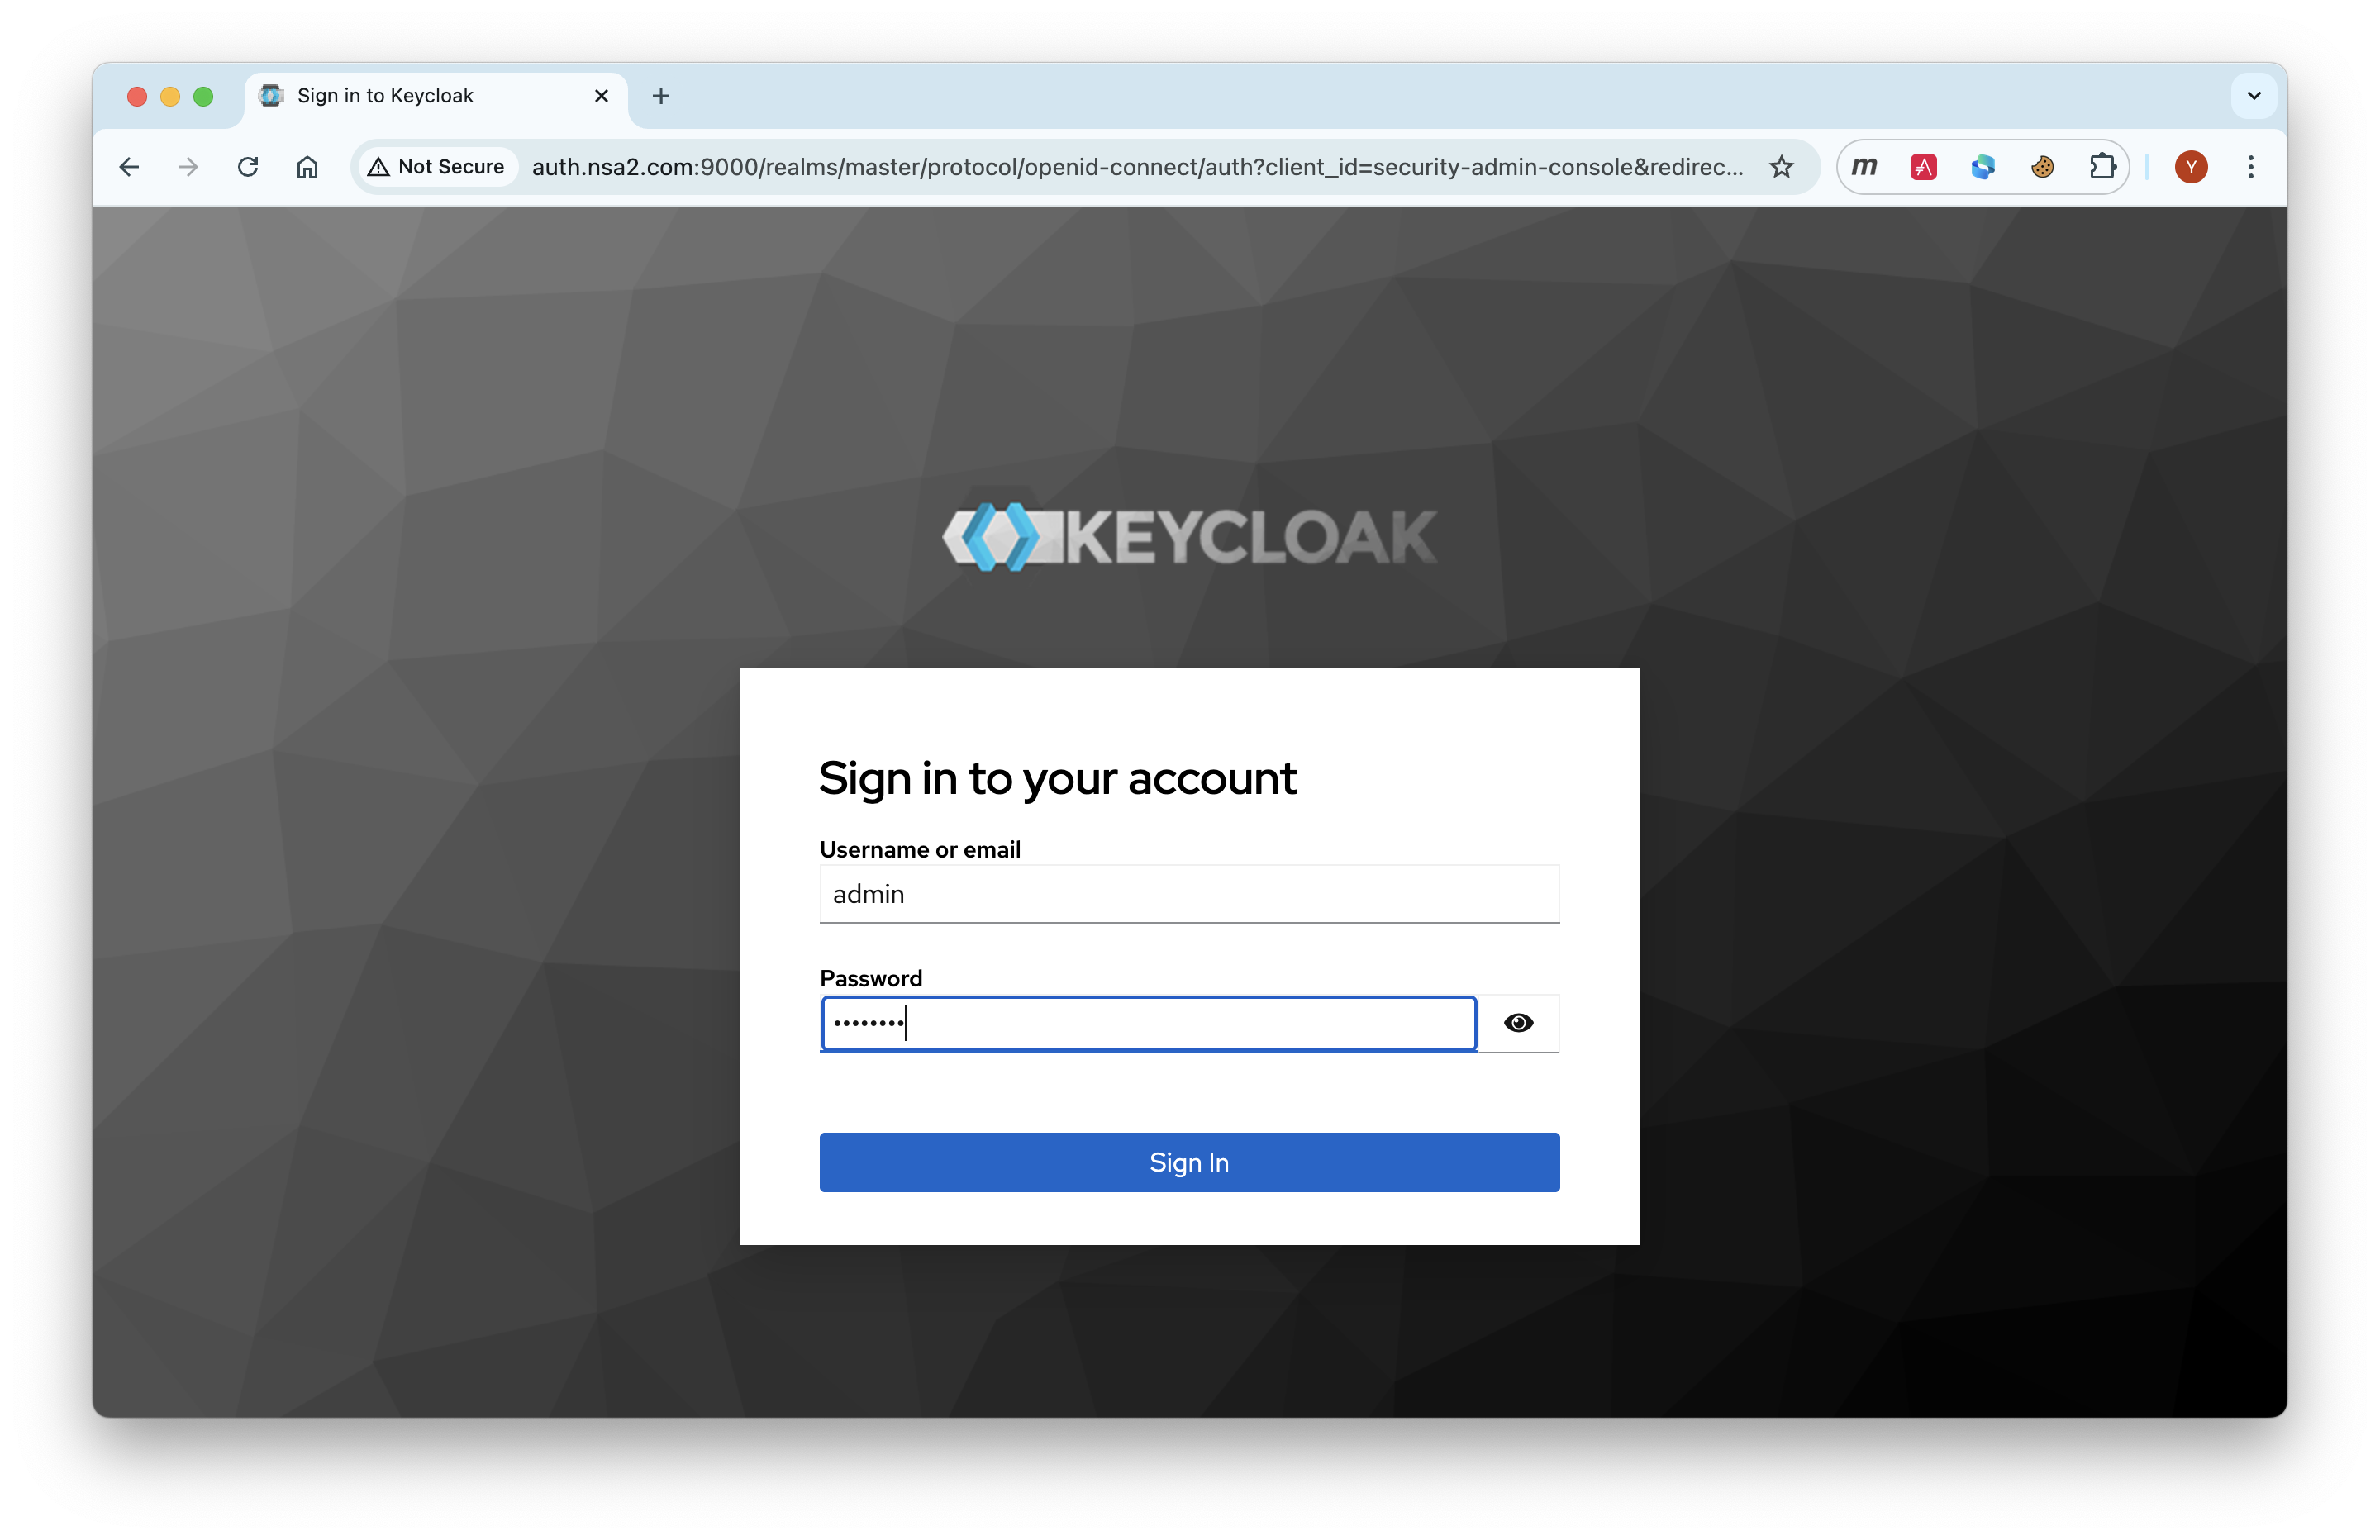 Sign in to Keycloak
Not Secure
auth.nsa2.com:9000/realms/master/protocol/openid-connect/auth?client_id=security-admin-console&redirec...
m
Y
KEYCLOAK
Sign in to your account
Username or email
admin
Password
••••••••
Sign In